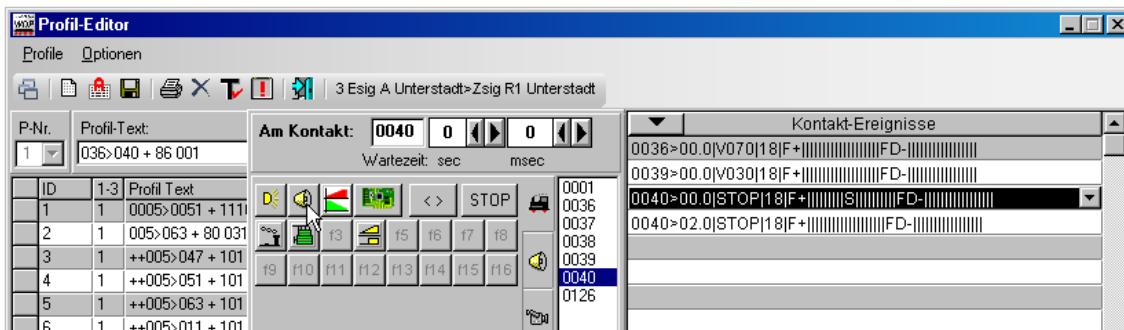 WDP Profil-Editor
Profile Optionen
3 Esig A Unterstadt>Zsig R1 Unterstadt
P-Nr. Profil-Text:
1 036>040 + 86 001
Am Kontakt: 0040 0 0
Wartezeit: sec msec
Kontakt-Ereignisse
0036>00.0|V070|18|F+||||||||||||||||||FD-||||||||||||||||
0039>00.0|V030|18|F+||||||||||||||||||FD-||||||||||||||||
0040>00.0|STOP|18|F+|||||||||S|||||||||FD-||||||||||||||||
0040>02.0|STOP|18|F+||||||||||||||||||FD-||||||||||||||||
ID 1-3 Profil Text
1 1 0005>0051 + 111
2 1 005>063 + 80 031
3 1 ++005>047 + 101
4 1 ++005>051 + 101
5 1 ++005>063 + 101
6 1 ++005>011 + 101
< > STOP
f3 f5 f6 f7 f8
f9 f10 f11 f12 f13 f14 f15 f16
0001
0036
0037
0038
0039
0040
0126